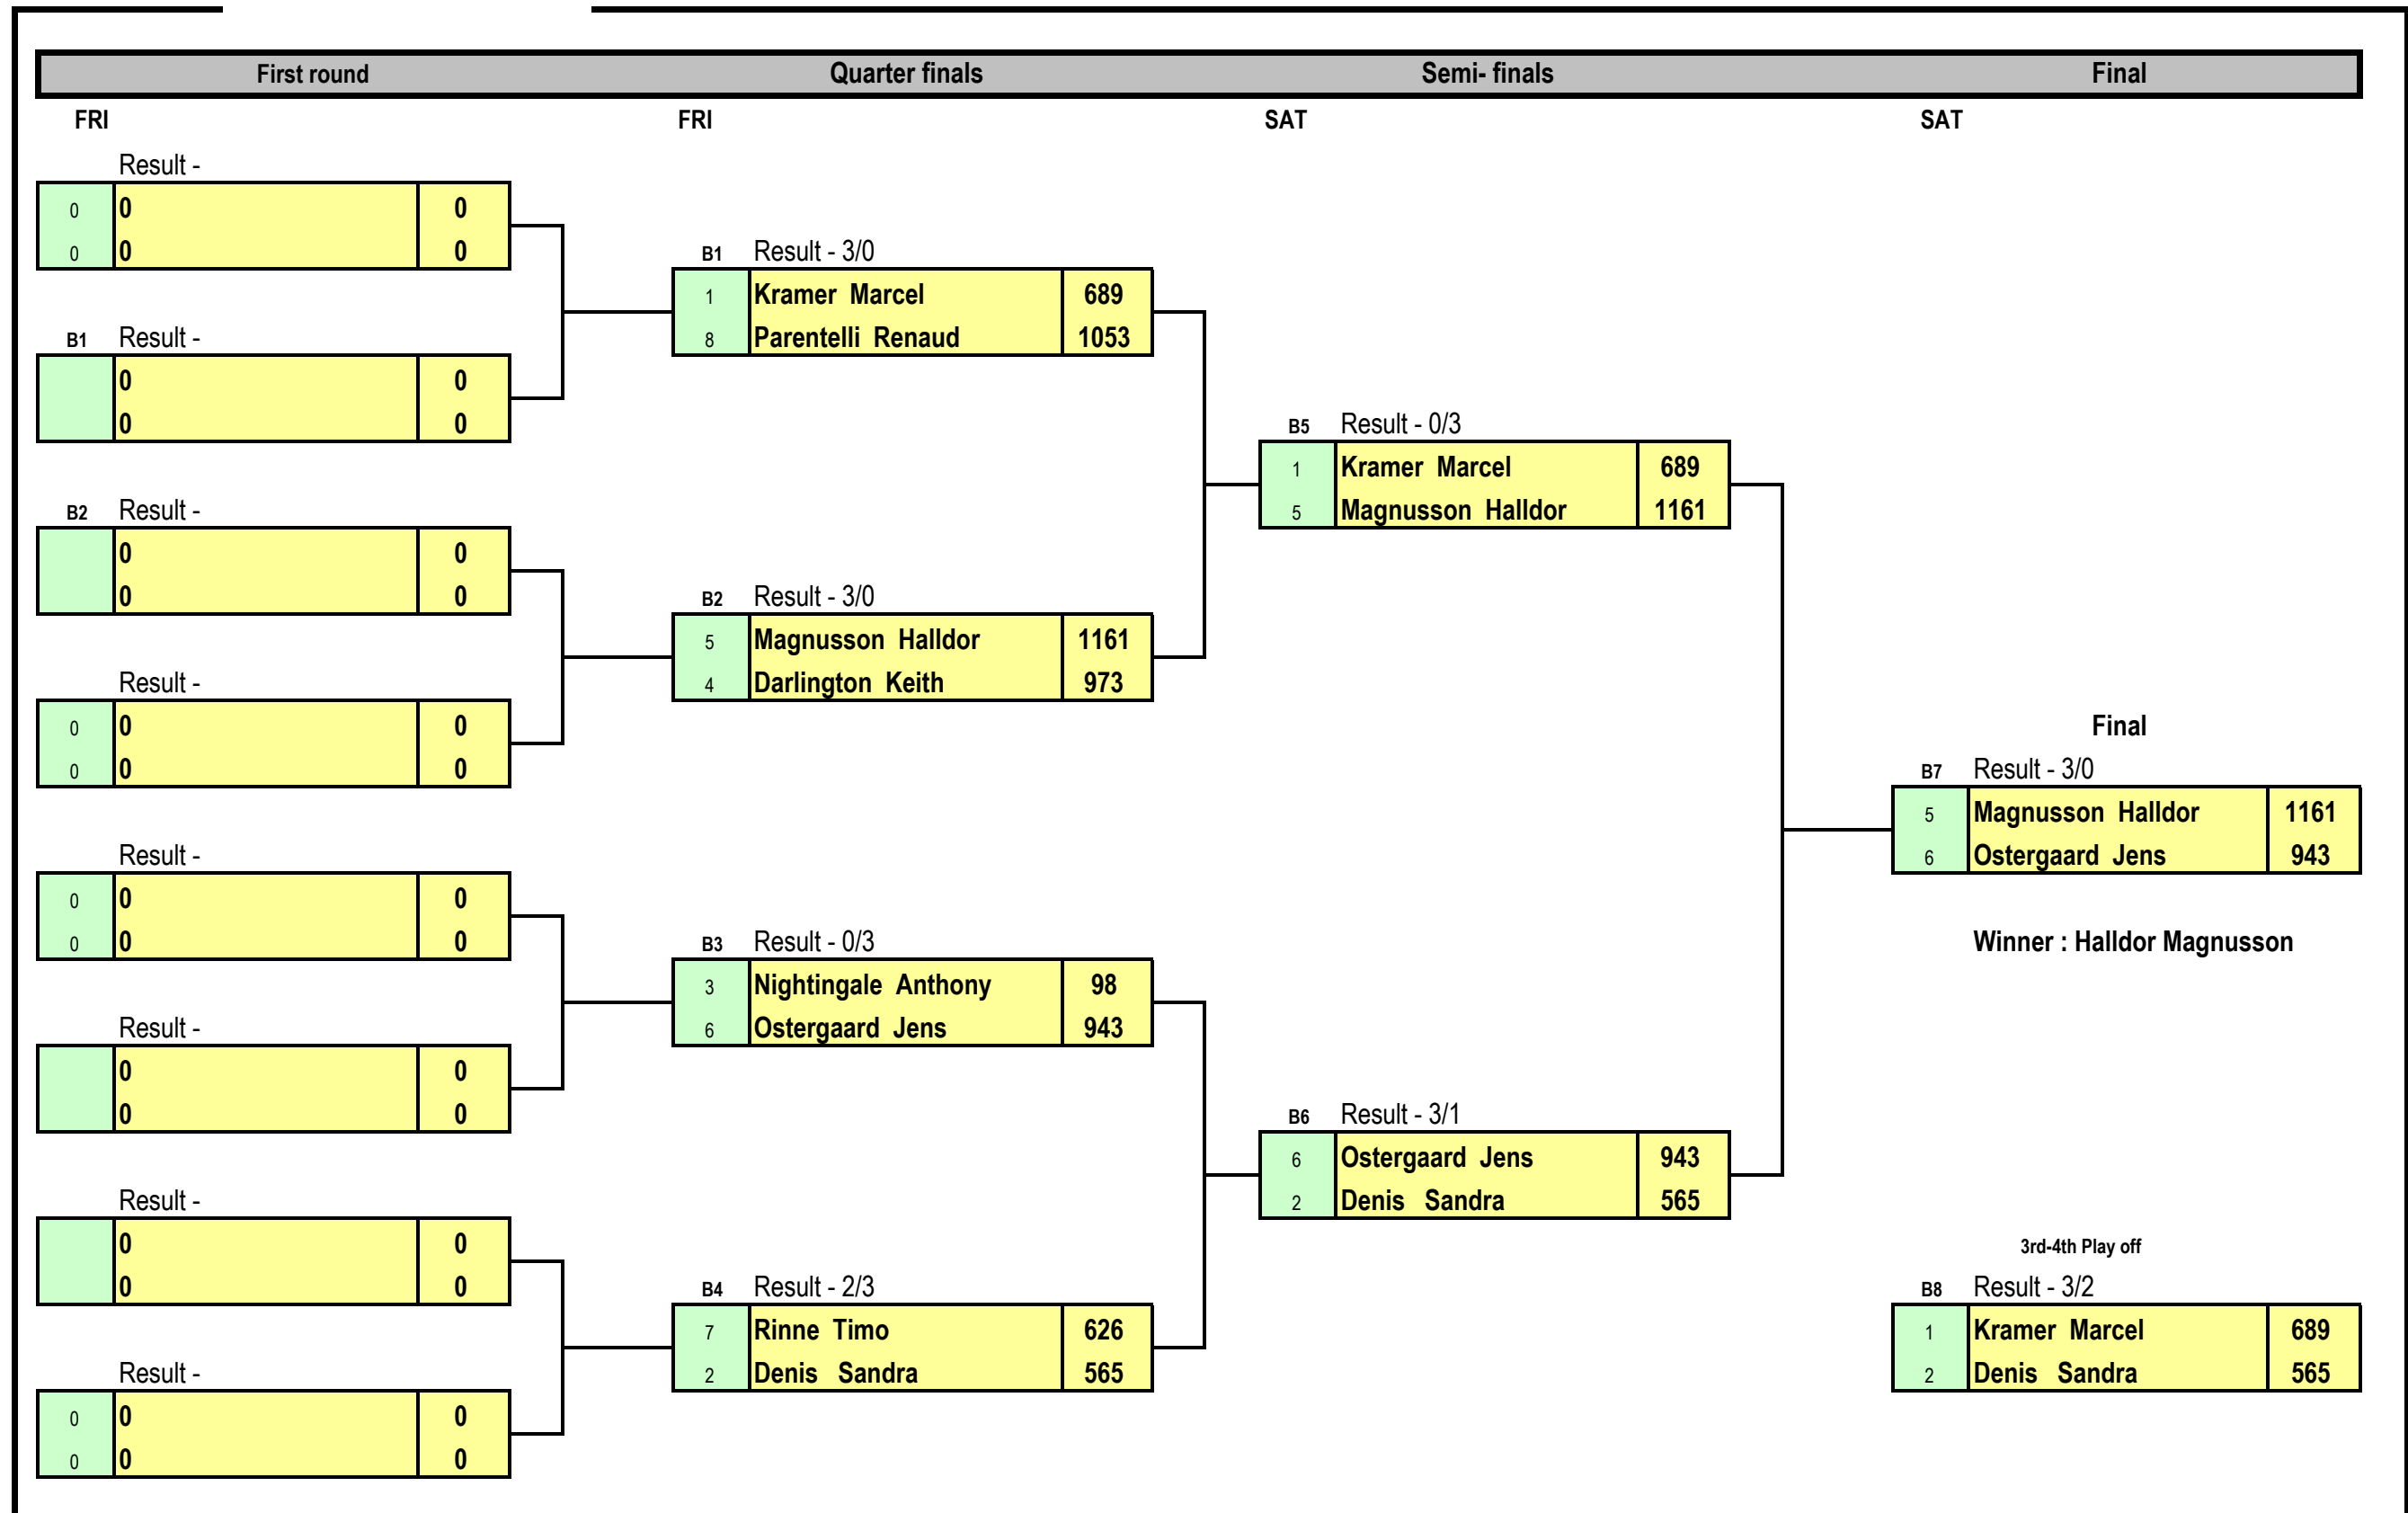 First round Quarter finals Semi- finals Final
FRI FRI SAT SAT
Result -
0 0 0
0 0 0
B1 Result -
0 0
0 0
B2 Result -
0 0
0 0
Result -
0 0 0
0 0 0
Result -
0 0 0
0 0 0
Result -
0 0
0 0
Result -
0 0
0 0
Result -
0 0 0
0 0 0
B1 Result - 3/0
1 Kramer Marcel 689
8 Parentelli Renaud 1053
B2 Result - 3/0
5 Magnusson Halldor 1161
4 Darlington Keith 973
B3 Result - 0/3
3 Nightingale Anthony 98
6 Ostergaard Jens 943
B4 Result - 2/3
7 Rinne Timo 626
2 Denis Sandra 565
B5 Result - 0/3
1 Kramer Marcel 689
5 Magnusson Halldor 1161
B6 Result - 3/1
6 Ostergaard Jens 943
2 Denis Sandra 565
Final
B7 Result - 3/0
5 Magnusson Halldor 1161
6 Ostergaard Jens 943
Winner : Halldor Magnusson
3rd-4th Play off
B8 Result - 3/2
1 Kramer Marcel 689
2 Denis Sandra 565